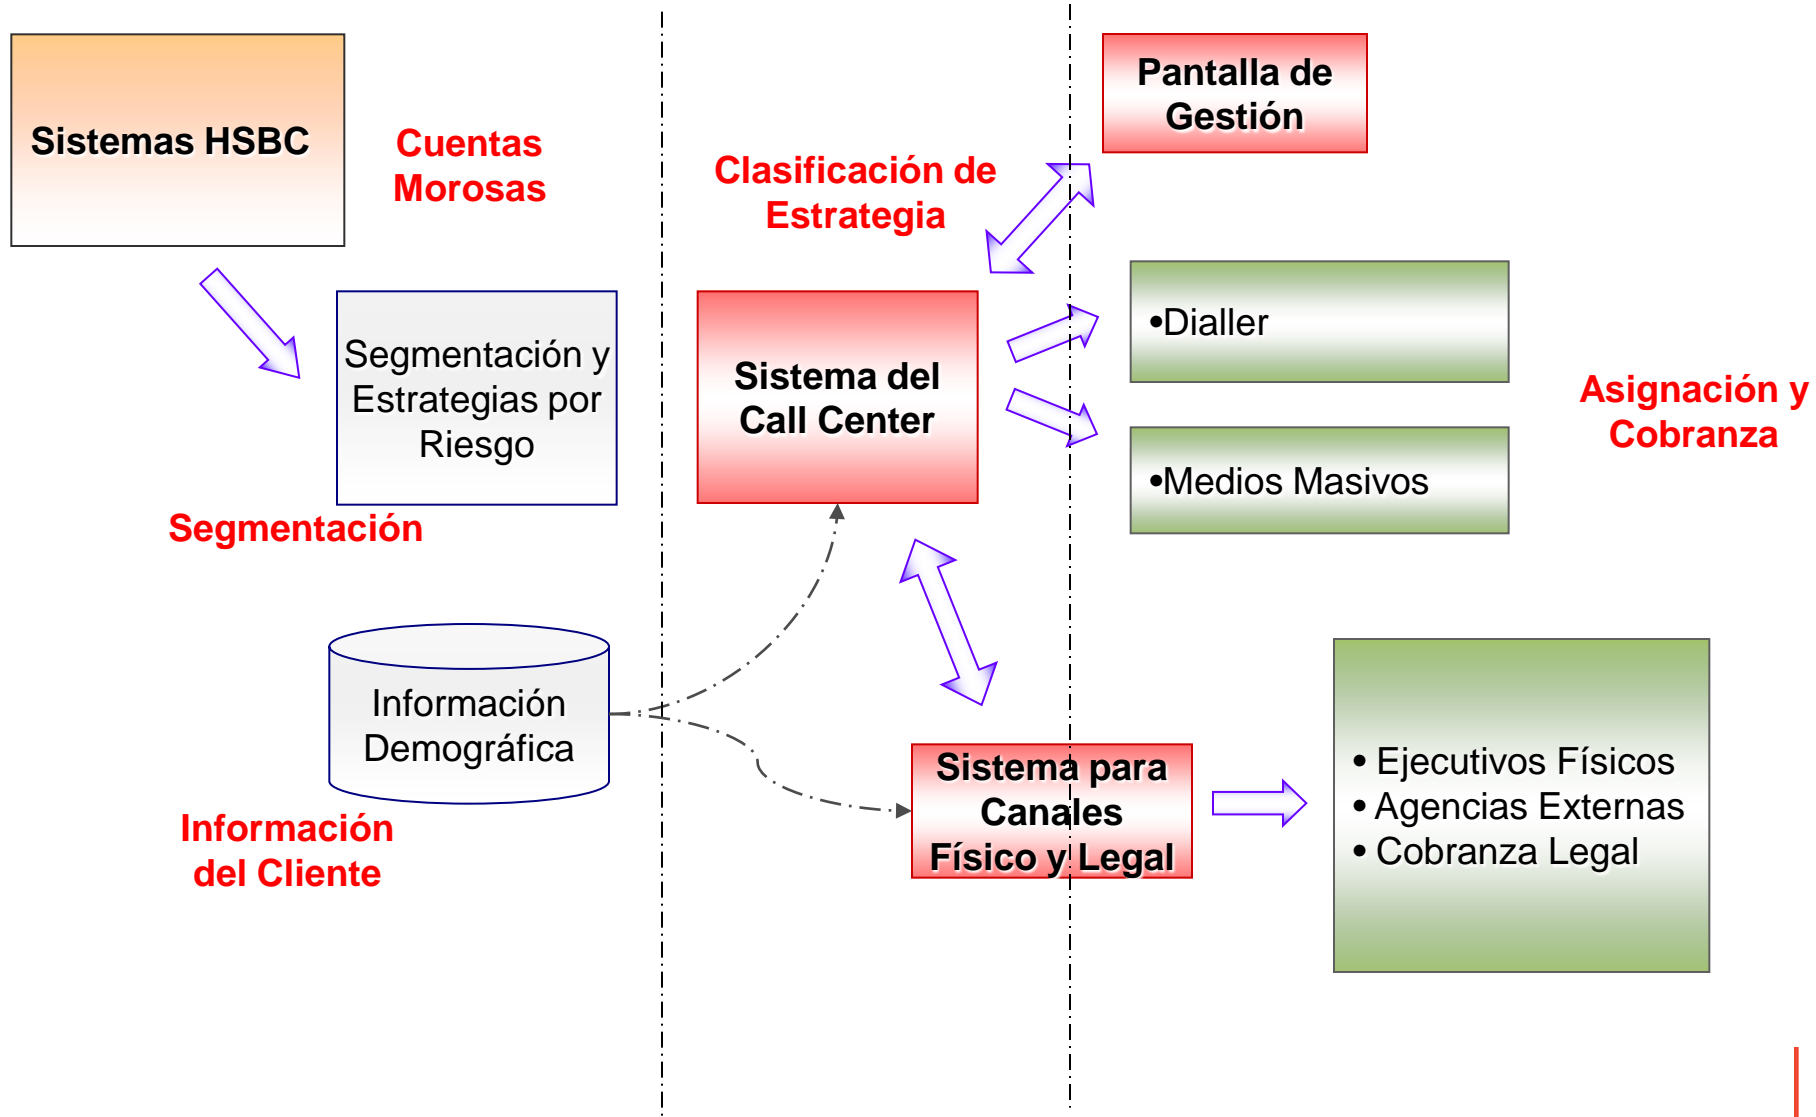 Sistemas HSBC
Cuentas
Morosas
Segmentación y
Estrategias por
Riesgo
Segmentación
Información
Demográfica
Información
del Cliente
Clasificación de
Estrategia
Sistema del
Call Center
Sistema para
Canales
Físico y Legal
Pantalla de
Gestión
•Dialler
•Medios Masivos
Asignación y
Cobranza
• Ejecutivos Físicos
• Agencias Externas
• Cobranza Legal